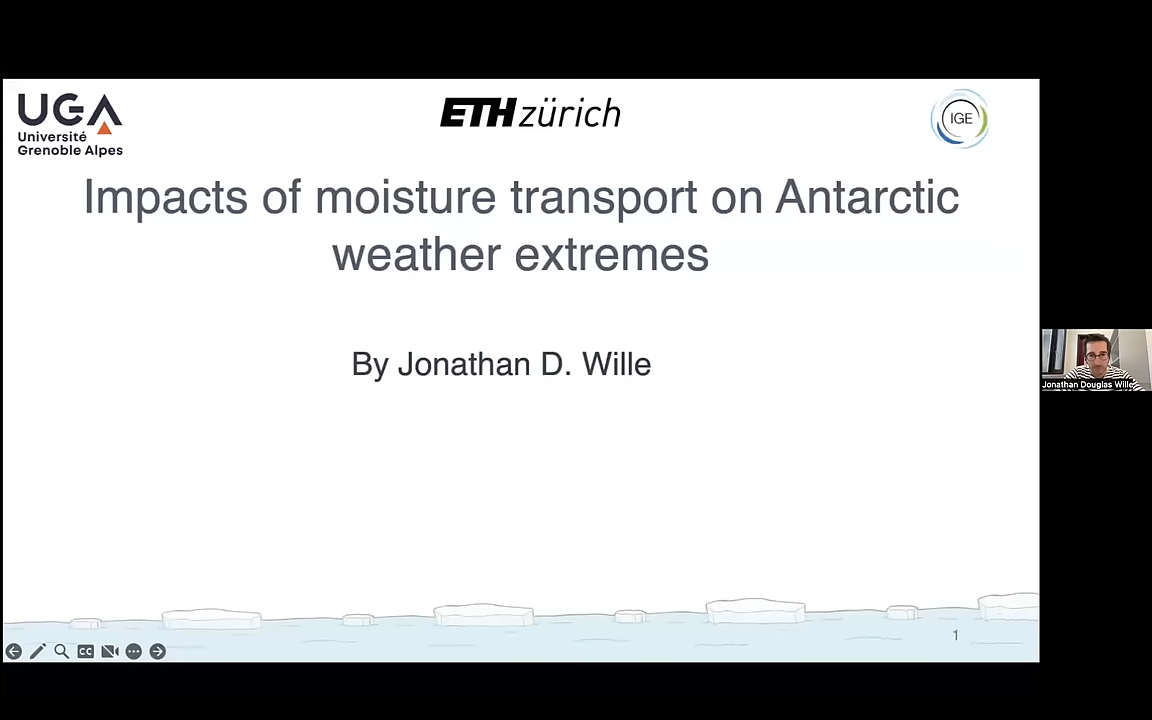 UGA
Université
Grenoble Alpes
ETH zürich
IGE
Impacts of moisture transport on Antarctic
weather extremes
By Jonathan D. Wille
Jonathan Douglas Wille
1
CC